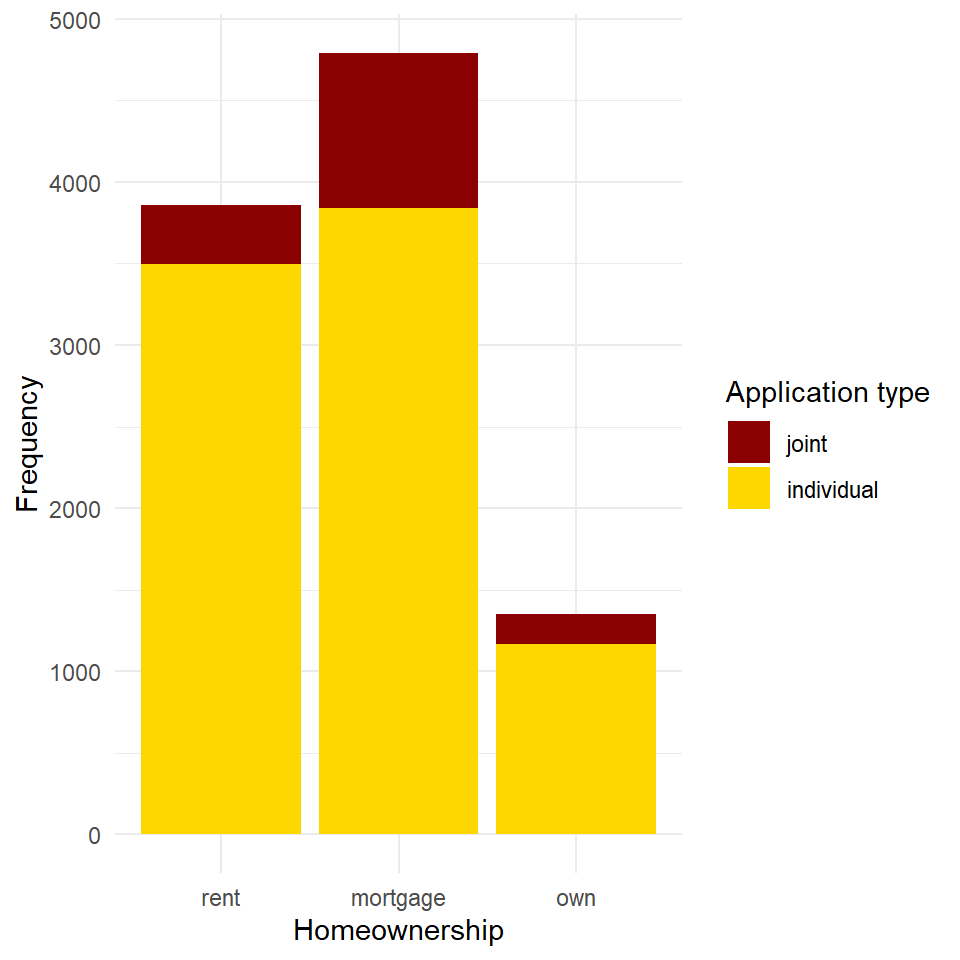 5000
4000
3000
2000
1000
0
Frequency
rent
mortgage
own
Homeownership
Application type
joint
individual